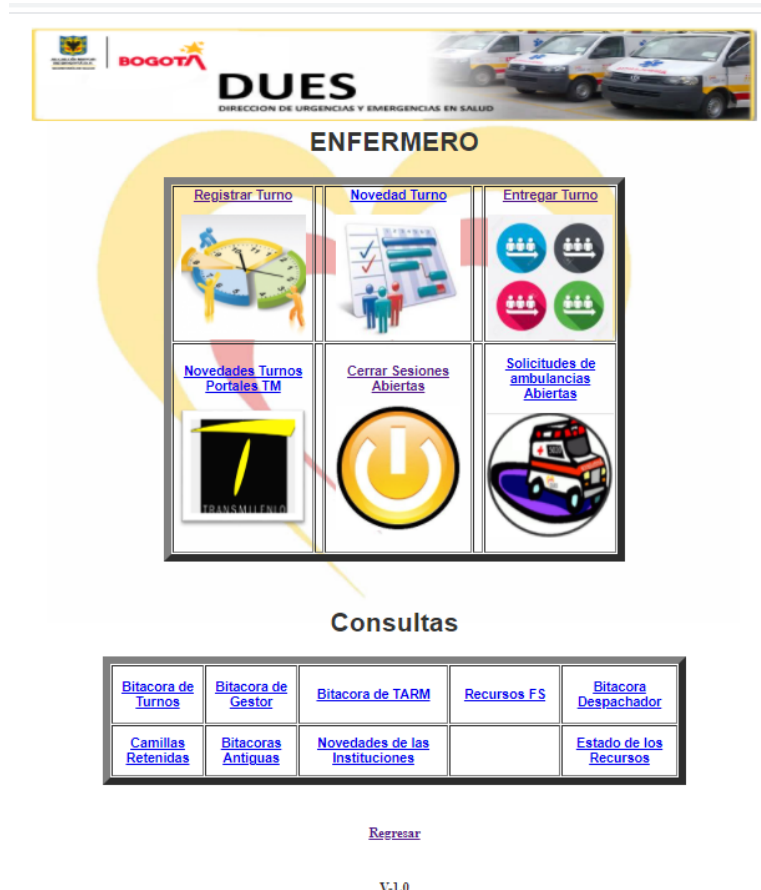 BOGOTÁ
DUES
DIRECCION DE URGENCIAS Y EMERGENCIAS EN SALUD
ENFERMERO
Registrar Turno
Novedad Turno
Entregar Turno
Novedades Turnos
Portales TM
Cerrar Sesiones
Abiertas
Solicitudes de
ambulancias
Abiertas
TRANSMILENIO
Consultas
Bitacora de
Turnos
Bitacora de
Gestor
Bitacora de TARM
Recursos FS
Bitacora
Despachador
Camillas
Retenidas
Bitacoras
Antiguas
Novedades de las
Instituciones
Estado de los
Recursos
Regresar
V-1.0